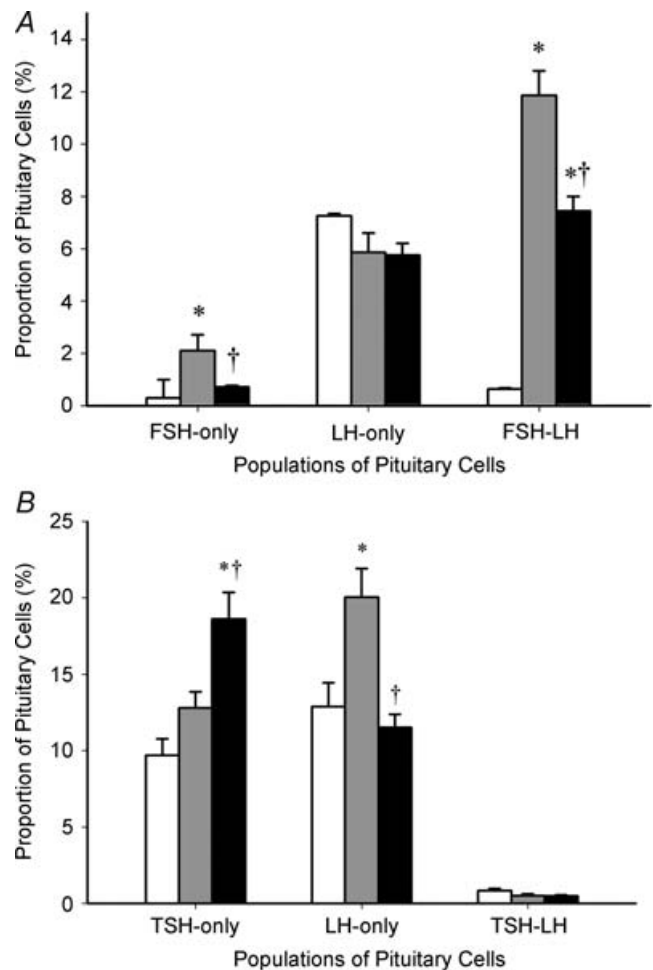 A
Proportion of Pituitary Cells (%)
14
12
10
8
6
4
2
0
*
†
*
*†
FSH-only LH-only FSH-LH
Populations of Pituitary Cells
B
Proportion of Pituitary Cells (%)
25
20
15
10
5
0
*†
*
†
TSH-only LH-only TSH-LH
Populations of Pituitary Cells